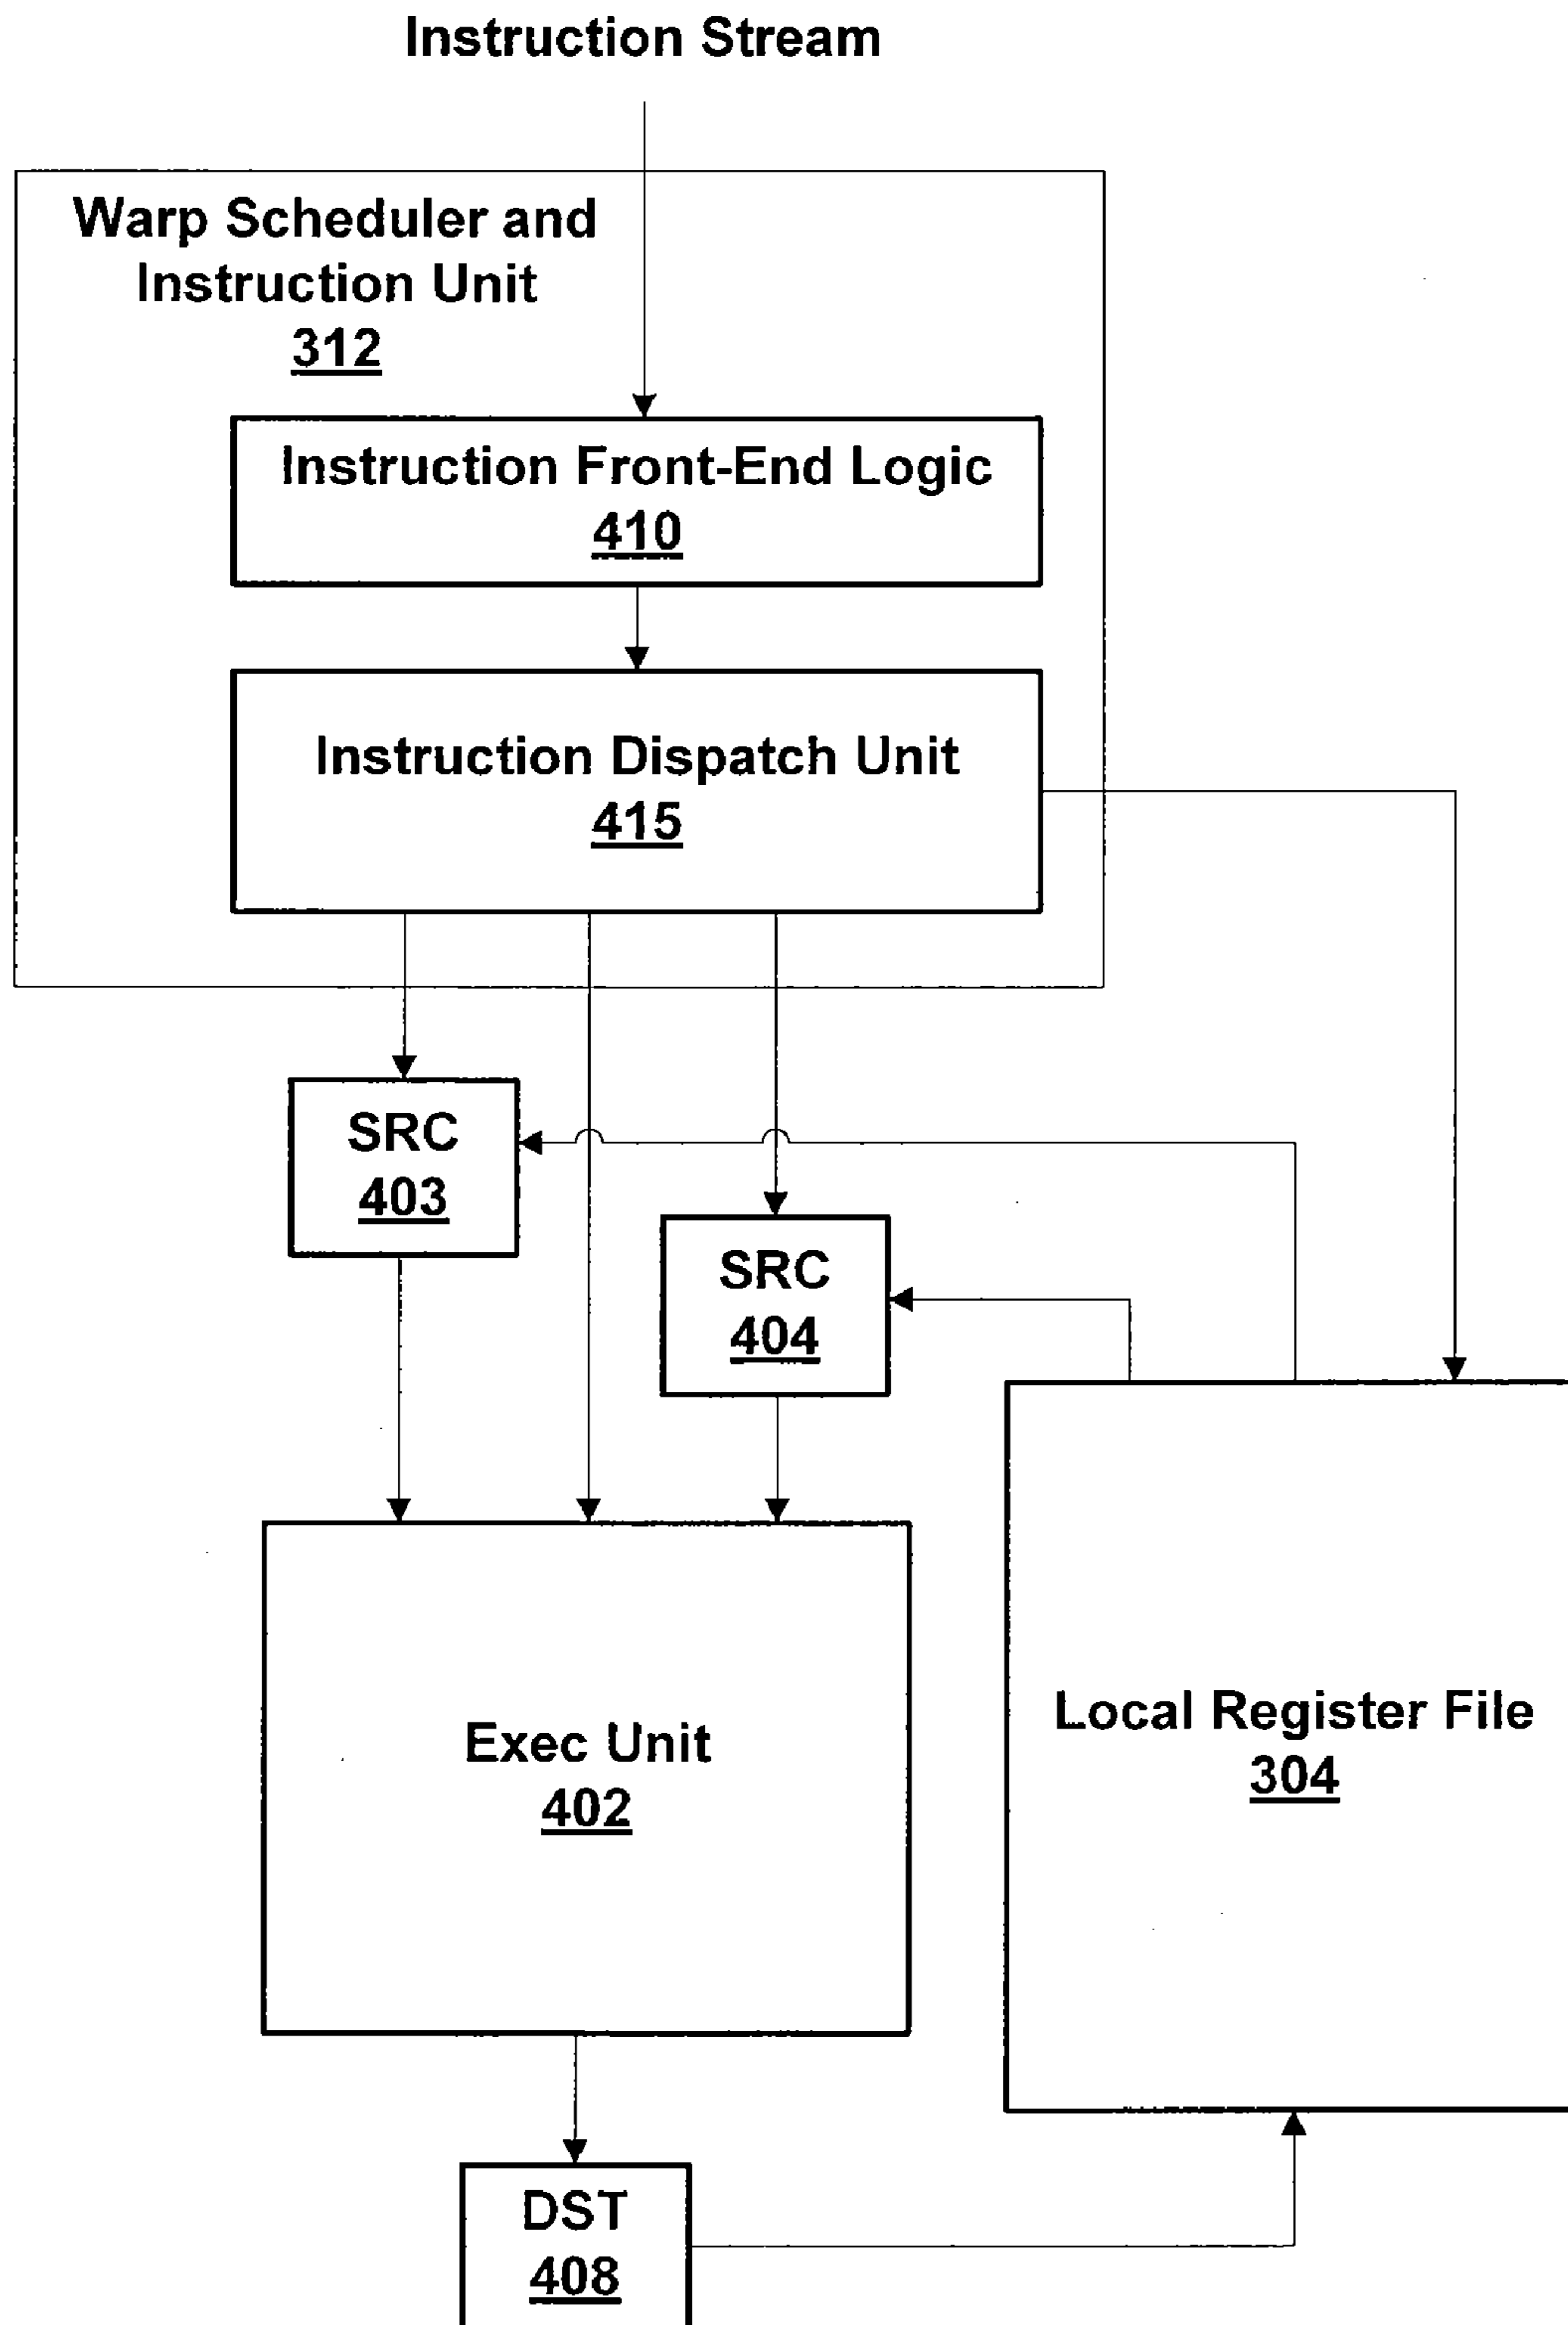 Instruction Stream
Warp Scheduler and
Instruction Unit
312
Instruction Front-End Logic
410
Instruction Dispatch Unit
415
SRC
403
SRC
404
Exec Unit
402
Local Register File
304
DST
408